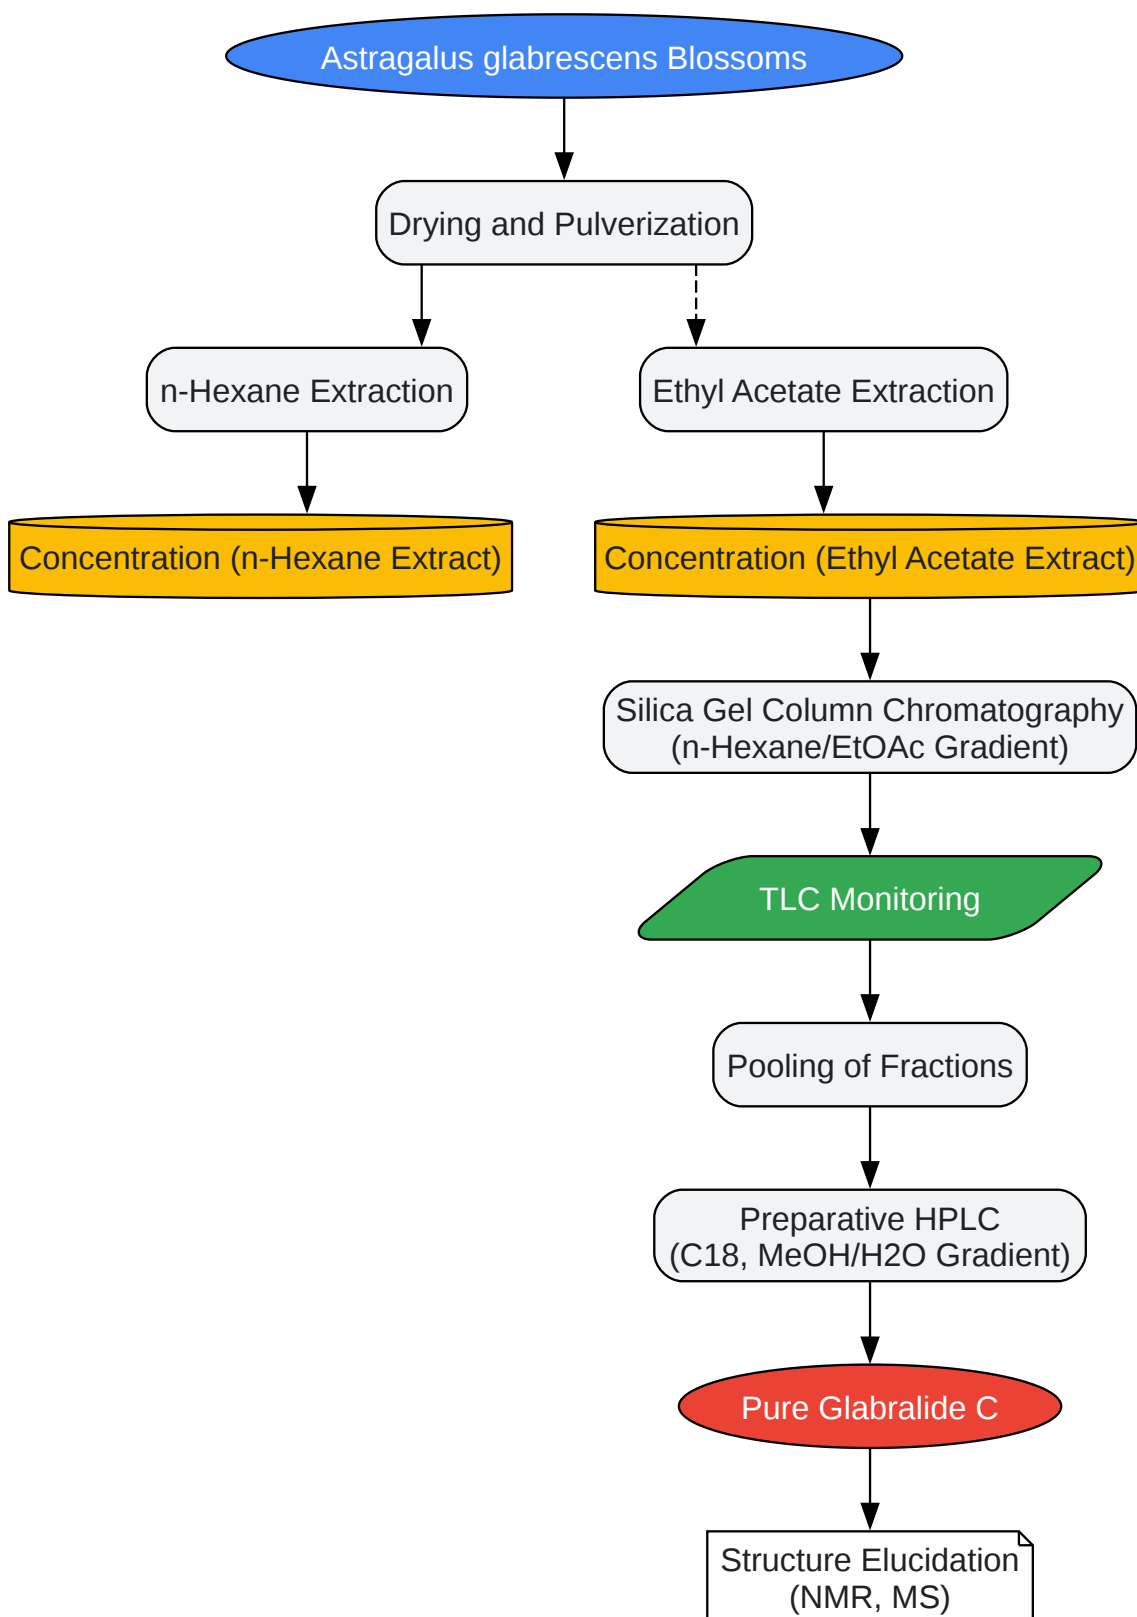 Astragalus glabrescens Blossoms
Drying and Pulverization
n-Hexane Extraction
Ethyl Acetate Extraction
Concentration (n-Hexane Extract)
Concentration (Ethyl Acetate Extract)
Silica Gel Column Chromatography
(n-Hexane/EtOAc Gradient)
TLC Monitoring
Pooling of Fractions
Preparative HPLC
(C18, MeOH/H2O Gradient)
Pure Glabralide C
Structure Elucidation
(NMR, MS)